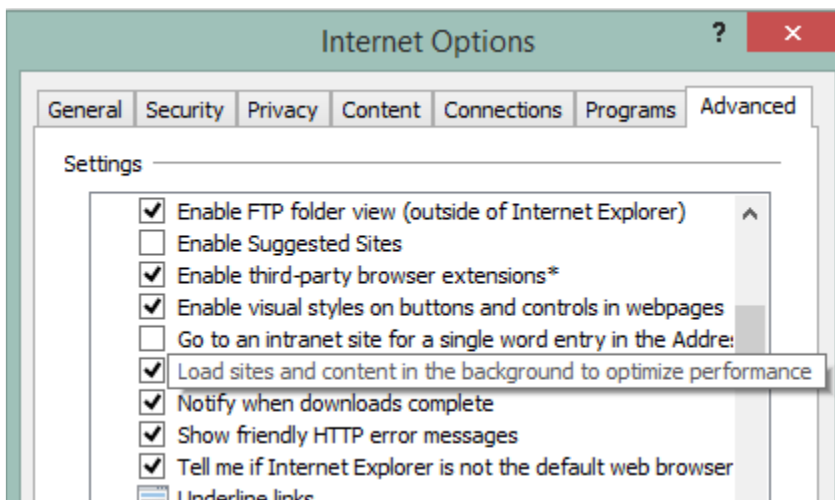 Internet Options
?
General Security Privacy Content Connections Programs Advanced
Settings
Enable FTP folder view (outside of Internet Explorer)
Enable Suggested Sites
Enable third-party browser extensions*
Enable visual styles on buttons and controls in webpages
Go to an intranet site for a single word entry in the
Load sites and content in the background to optimize performance
Notify when downloads complete
Show friendly HTTP error messages
Tell me if Internet Explorer is not the default web browser
Underline links